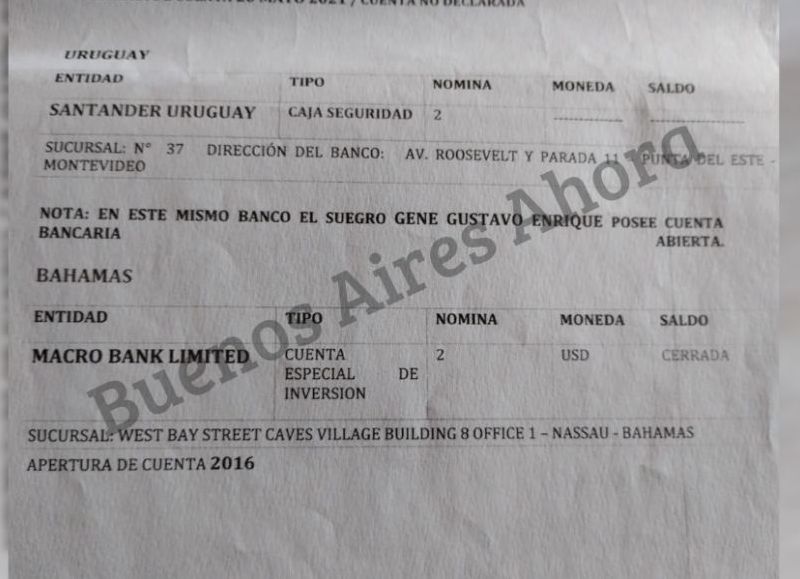 CUENTA NO DECLARADA
URUGUAY
ENTIDAD TIPO NOMINA MONEDA SALDO
SANTANDER URUGUAY CAJA SEGURIDAD 2 ------------ ----------------
SUCURSAL: N° 37 DIRECCIÓN DEL BANCO: AV. ROOSEVELT Y PARADA 11 - PUNTA DEL ESTE -
MONTEVIDEO
NOTA: EN ESTE MISMO BANCO EL SUEGRO GENE GUSTAVO ENRIQUE POSEE CUENTA
BANCARIA ABIERTA.
BAHAMAS
ENTIDAD TIPO NOMINA MONEDA SALDO
MACRO BANK LIMITED CUENTA 2 USD CERRADA
ESPECIAL DE
INVERSION
SUCURSAL: WEST BAY STREET CAVES VILLAGE BUILDING 8 OFFICE 1 – NASSAU - BAHAMAS
APERTURA DE CUENTA 2016
Buenos Aires Ahora